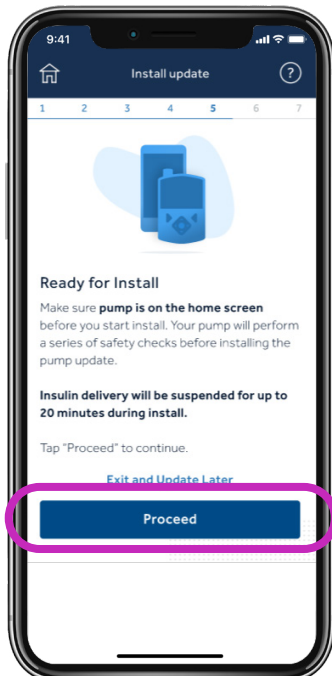 9:41
Install update
?
1 2 3 4 5 6 7
Ready for Install
Make sure pump is on the home screen
before you start install. Your pump will perform
a series of safety checks before installing the
pump update.
Insulin delivery will be suspended for up to
20 minutes during install.
Tap "Proceed" to continue.
Exit and Update Later
Proceed